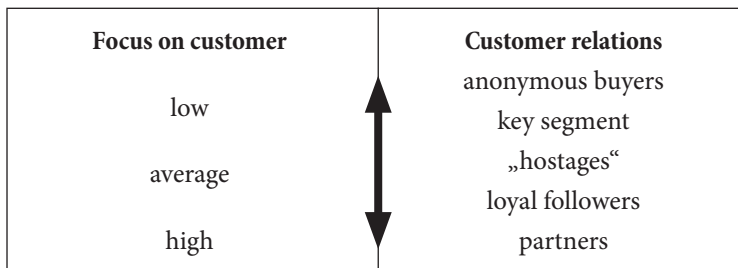 Focus on customer
low
average
high
Customer relations
anonymous buyers
key segment
„hostages“
loyal followers
partners